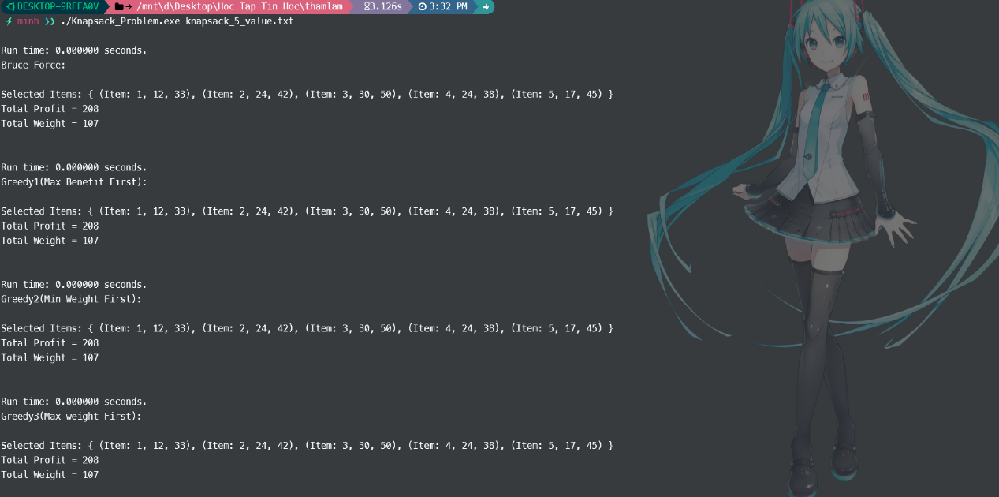 DESKTOP-9RFFA0V /mnt\d\Desktop\Hoc Tap Tin Hoc\thamlam 3.126s 3:32 PM
minh ❯❯ ./Knapsack_Problem.exe knapsack_5_value.txt
Run time: 0.000000 seconds.
Bruce Force:
Selected Items: { (Item: 1, 12, 33), (Item: 2, 24, 42), (Item: 3, 30, 50), (Item: 4, 24, 38), (Item: 5, 17, 45) }
Total Profit = 208
Total Weight = 107
Run time: 0.000000 seconds.
Greedy1(Max Benefit First):
Selected Items: { (Item: 1, 12, 33), (Item: 2, 24, 42), (Item: 3, 30, 50), (Item: 4, 24, 38), (Item: 5, 17, 45) }
Total Profit = 208
Total Weight = 107
Run time: 0.000000 seconds.
Greedy2(Min Weight First):
Selected Items: { (Item: 1, 12, 33), (Item: 2, 24, 42), (Item: 3, 30, 50), (Item: 4, 24, 38), (Item: 5, 17, 45) }
Total Profit = 208
Total Weight = 107
Run time: 0.000000 seconds.
Greedy3(Max weight First):
Selected Items: { (Item: 1, 12, 33), (Item: 2, 24, 42), (Item: 3, 30, 50), (Item: 4, 24, 38), (Item: 5, 17, 45) }
Total Profit = 208
Total Weight = 107